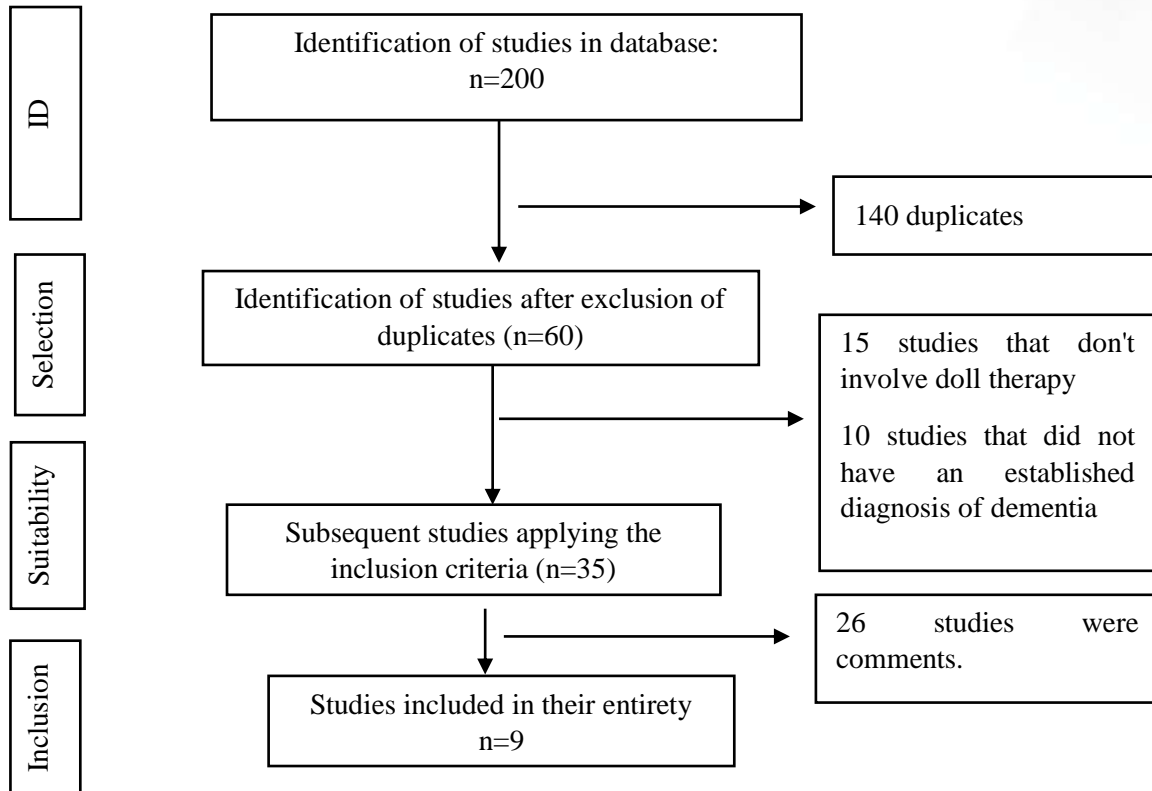 ID
Identification of studies in database:
n=200
140 duplicates
Selection
Identification of studies after exclusion of
duplicates (n=60)
15 studies that don't
involve doll therapy
10 studies that did not
have an established
diagnosis of dementia
Suitability
Subsequent studies applying the
inclusion criteria (n=35)
26 studies were
comments.
Inclusion
Studies included in their entirety
n=9